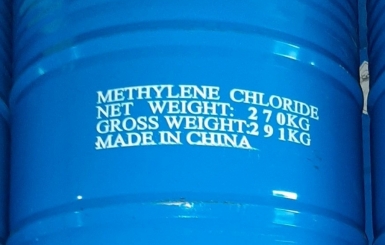 METHYLENE CHLORIDE
NET WEIGHT: 270KG
GROSS WEIGHT:291KG
MADE IN CHINA